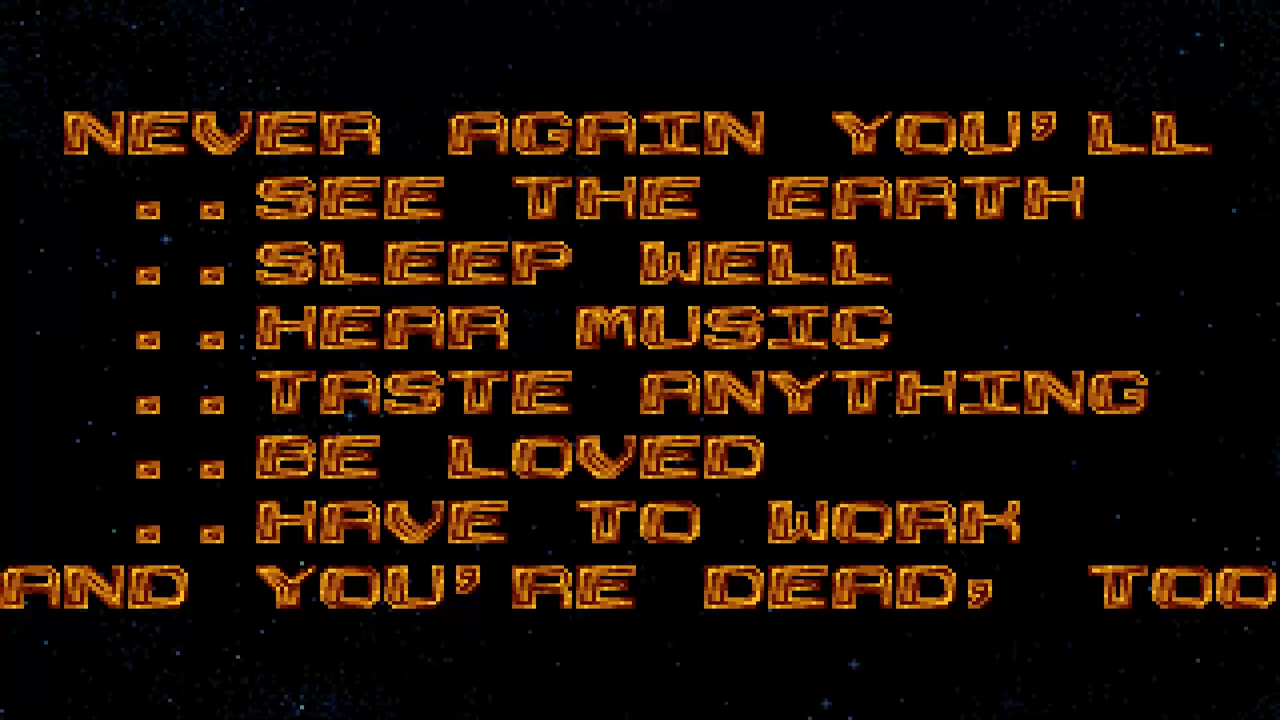 NEVER AGAIN YOU'LL
..SEE THE EARTH
..SLEEP WELL
..HEAR MUSIC
..TASTE ANYTHING
..BE LOVED
..HAVE TO WORK
AND YOU'RE DEAD, TOO